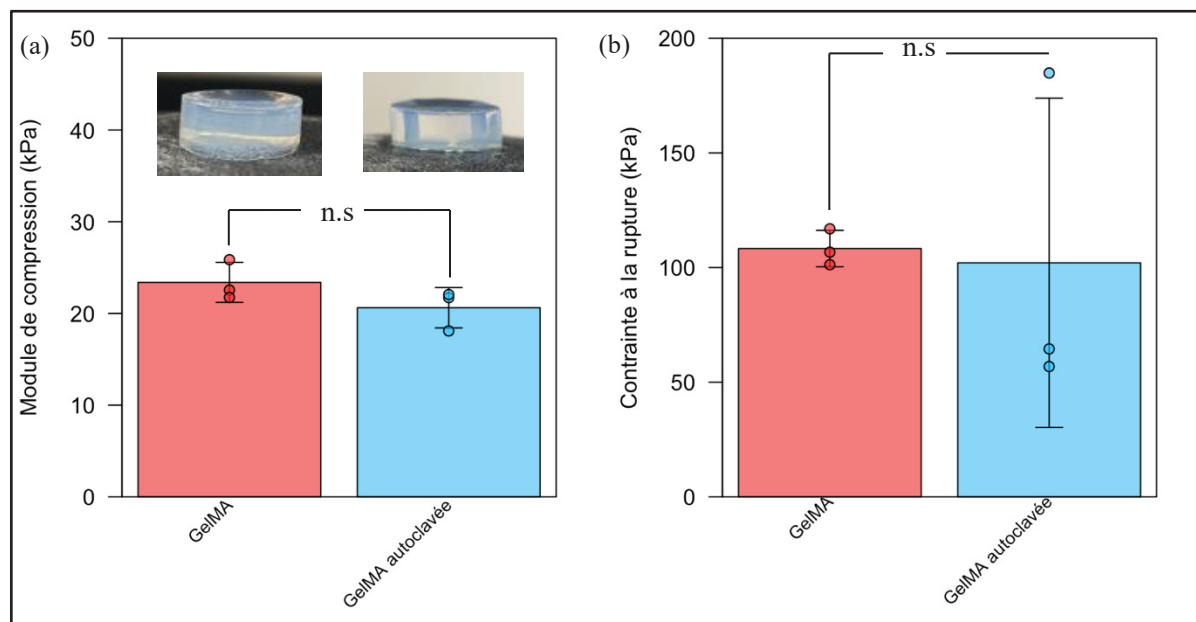 (a)
Module de compression (kPa)
50
40
30
20
10
0
n.s
GelMA
GelMA autoclavée
(b)
Contrainte à la rupture (kPa)
200
150
100
50
0
n.s
GelMA
GelMA autoclavée